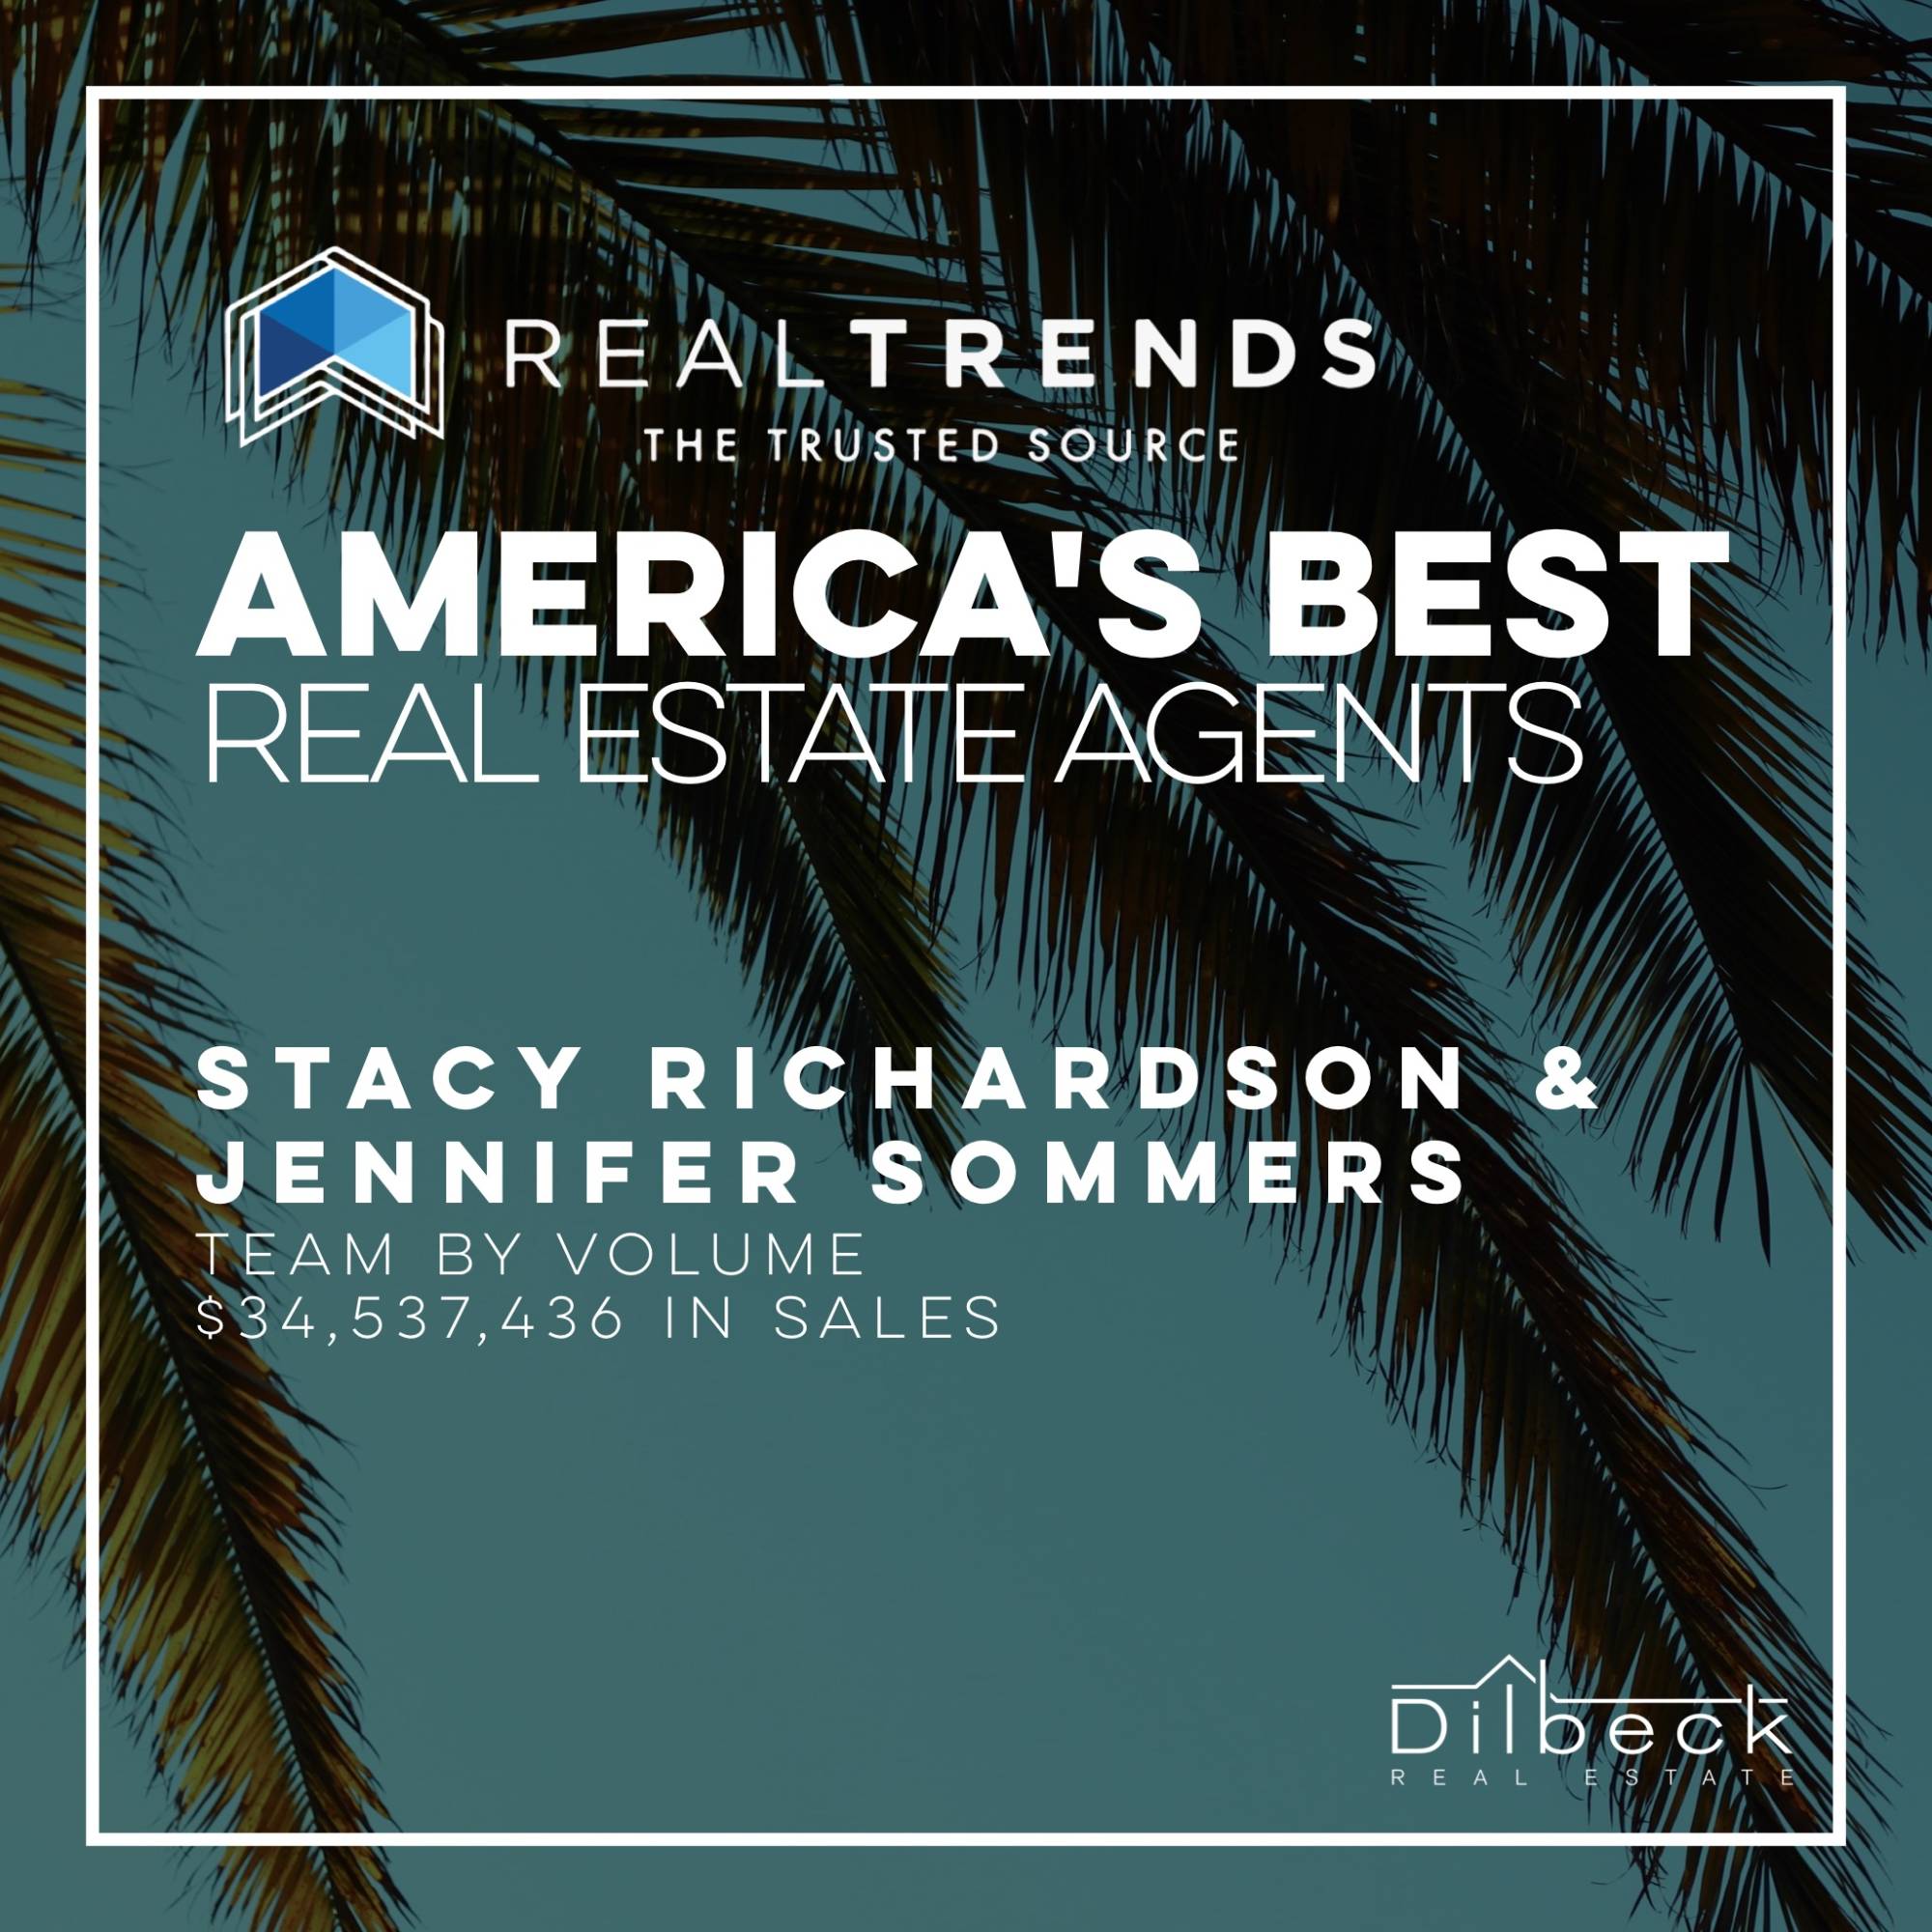 REALTRENDS
THE TRUSTED SOURCE
AMERICA'S BEST
REAL ESTATE AGENTS
STACY RICHARDSON &
JENNIFER SOMMERS
TEAM BY VOLUME
$34,537,436 IN SALES
Dilbeck
REAL ESTATE